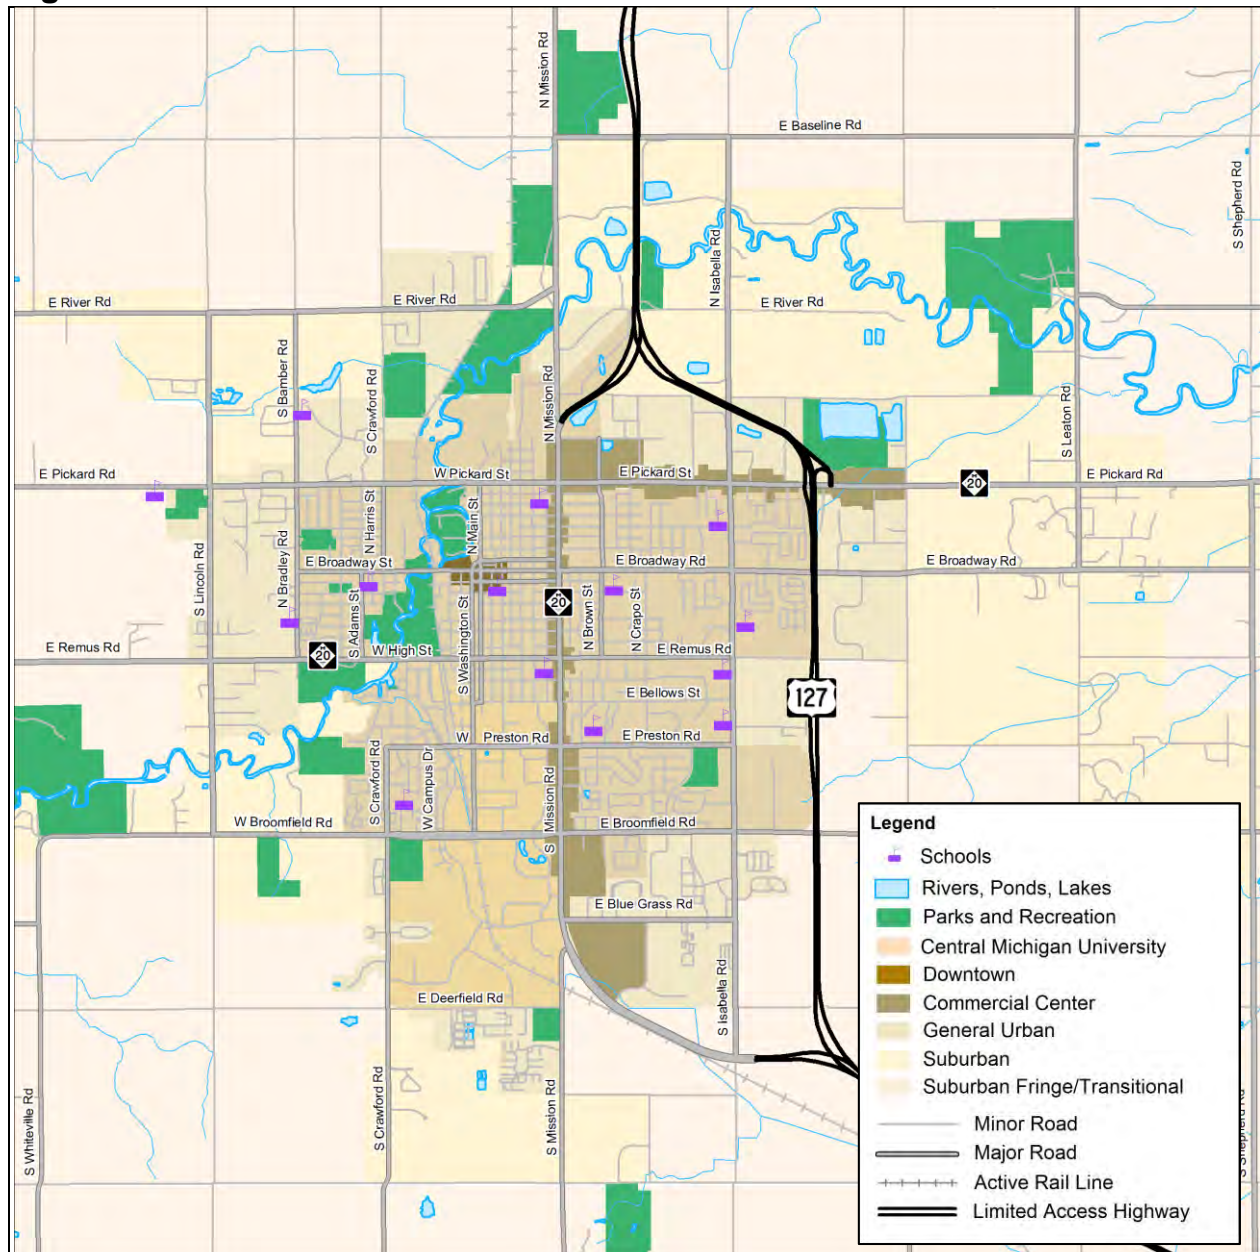 N Mission Rd
E Baseline Rd
S Shepherd Rd
N Isabella Rd
E River Rd
E River Rd
E River Rd
S Bamber Rd
S Crawford Rd
N Mission Rd
S Leaton Rd
E Pickard Rd
W Pickard St
E Pickard St
20
E Pickard Rd
N Harris St
N Main St
N Bradley Rd
S Lincoln Rd
E Broadway St
E Broadway Rd
E Broadway Rd
S Adams St
S Washington St
20
N Brown St
N Crapo St
E Remus Rd
20
W High St
E Remus Rd
E Bellows St
127
W Preston Rd
E Preston Rd
S Crawford Rd
W Campus Dr
S Mission Rd
W Broomfield Rd
E Broomfield Rd
E Blue Grass Rd
S Isabella Rd
E Deerfield Rd
S Whiteville Rd
S Crawford Rd
S Mission Rd
Legend
Schools
Rivers, Ponds, Lakes
Parks and Recreation
Central Michigan University
Downtown
Commercial Center
General Urban
Suburban
Suburban Fringe/Transitional
Minor Road
Major Road
Active Rail Line
Limited Access Highway